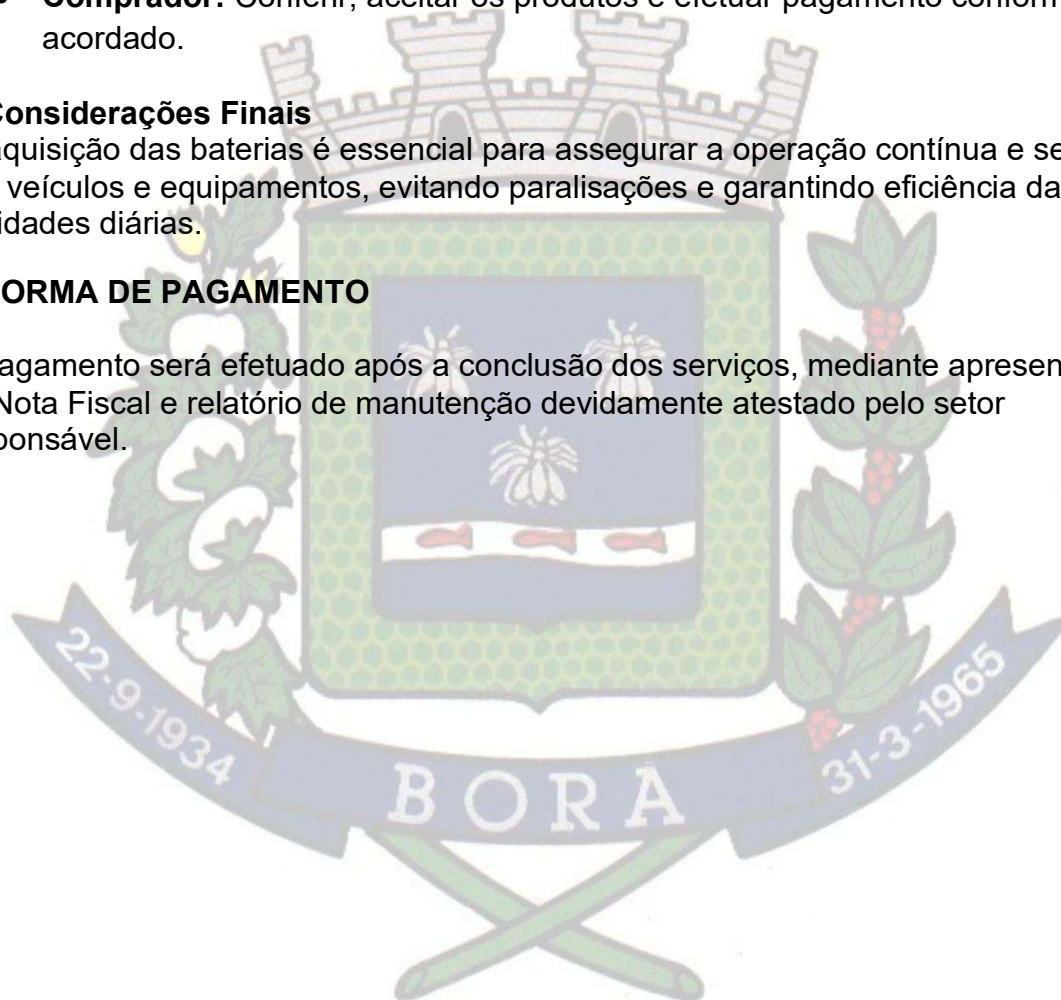 Comprador: Conferir, aceitar os produtos e efetuar pagamento conform
acordado.
Considerações Finais
aquisição das baterias é essencial para assegurar a operação contínua e se
veículos e equipamentos, evitando paralisações e garantindo eficiência da
idades diárias.
ORMA DE PAGAMENTO
agamento será efetuado após a conclusão dos serviços, mediante apresen
Nota Fiscal e relatório de manutenção devidamente atestado pelo setor
ponsável.
22-9-1934
BORÁ
31-3-1965